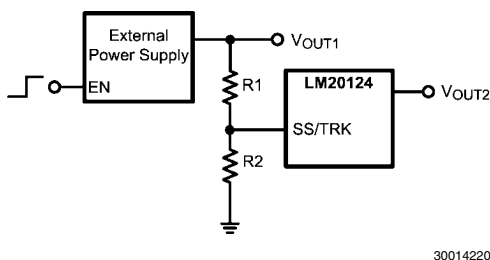 External
Power Supply
EN
VOUT1
R1
LM20124
SS/TRK
VOUT2
R2
30014220